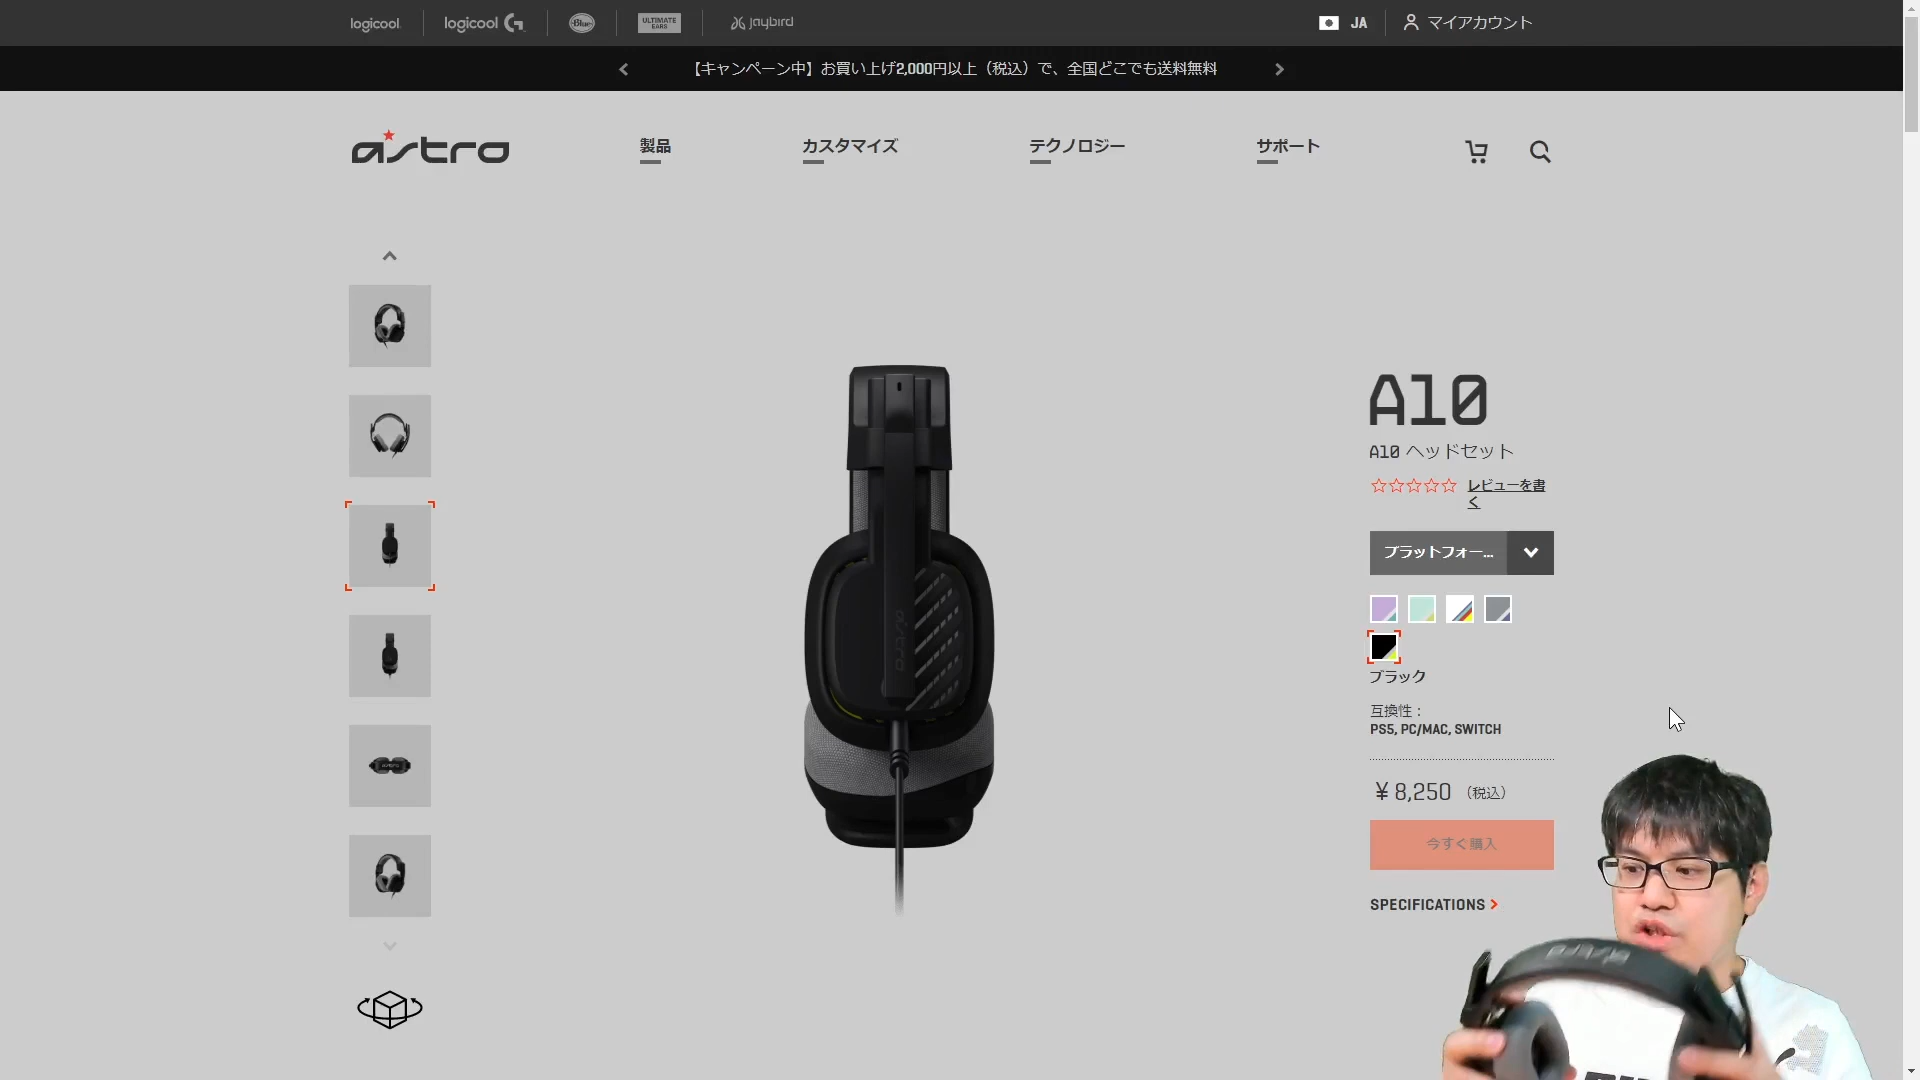 logicool
logicool G
Blue
ULTIMATE EARS
jaybird
JA
マイアカウント
【キャンペーン中】お買い上げ2,000円以上（税込）で、全国どこでも送料無料
astro
製品
カスタマイズ
テクノロジー
サポート
A10
A10 ヘッドセット
レビューを書
く
プラットフォー...
ブラック
互換性：
PS5, PC/MAC, SWITCH
¥ 8,250 （税込）
今すぐ購入
SPECIFICATIONS
astro